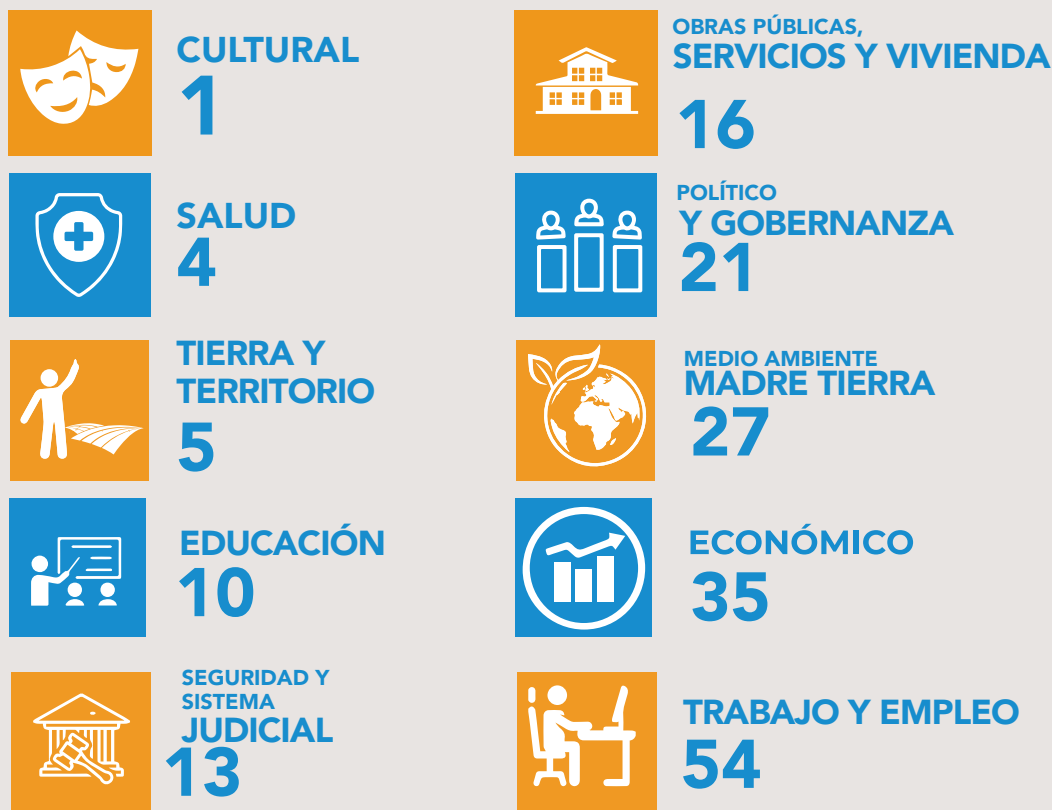 CULTURAL
1
SALUD
4
TIERRA Y
TERRITORIO
5
EDUCACIÓN
10
SEGURIDAD Y
SISTEMA
JUDICIAL
13
OBRAS PÚBLICAS,
SERVICIOS Y VIVIENDA
16
POLÍTICO
Y GOBERNANZA
21
MEDIO AMBIENTE
MADRE TIERRA
27
ECONÓMICO
35
TRABAJO Y EMPLEO
54